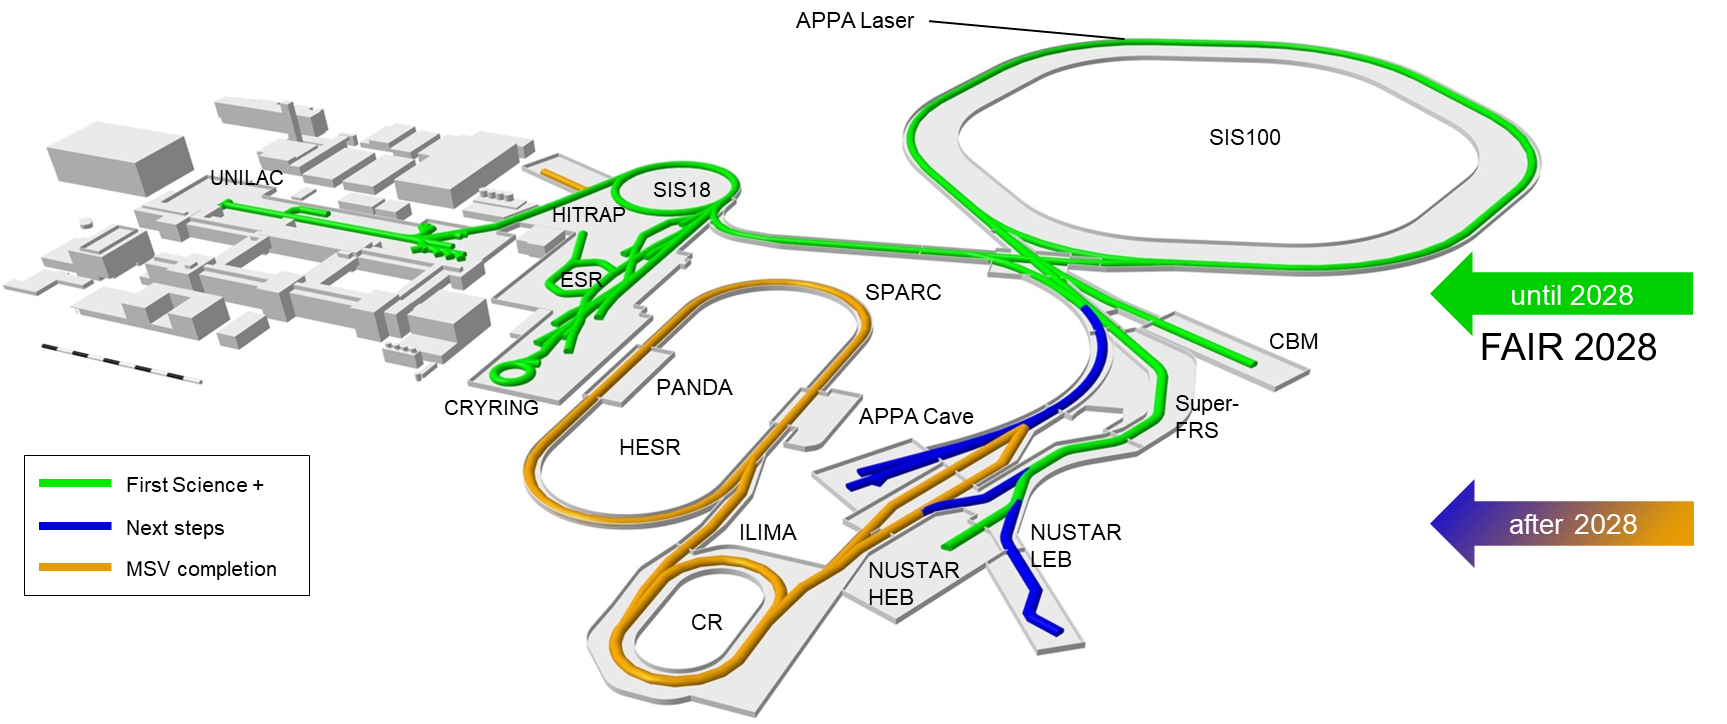 APPA Laser
SIS100
UNILAC
SIS18
HITRAP
ESR
SPARC
until 2028
FAIR 2028
CBM
PANDA
CRYRING
APPA Cave
Super-
FRS
HESR
First Science +
Next steps
MSV completion
after 2028
ILIMA
NUSTAR
LEB
NUSTAR
HEB
CR